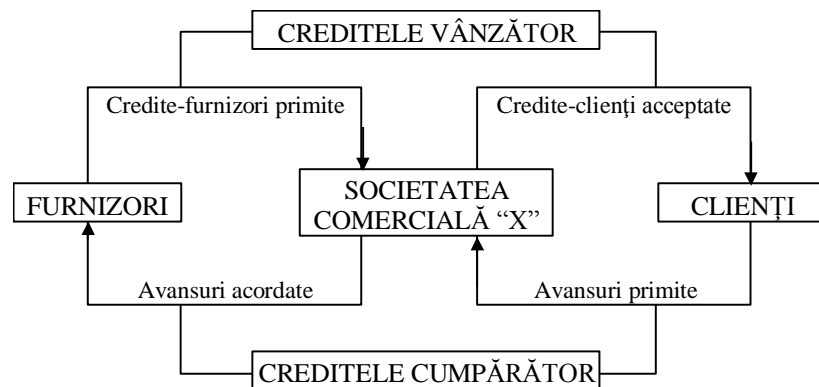 CREDITELE VÂNZĂTOR
Credite-furnizori primite
Credite-clienţi acceptate
FURNIZORI
SOCIETATEA
COMERCIALĂ “X”
CLIENŢI
Avansuri acordate
Avansuri primite
CREDITELE CUMPĂRĂTOR